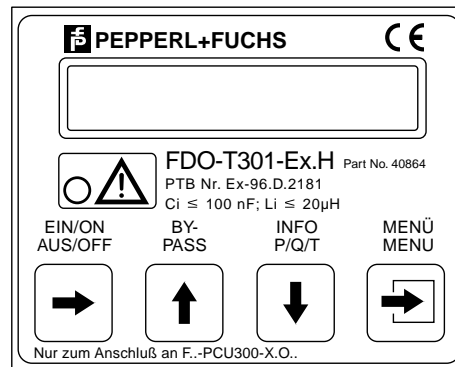 PEPPERL+FUCHS CE
FDO-T301-Ex.H Part No. 40864
PTB Nr. Ex-96.D.2181
Ci ≤ 100 nF; Li ≤ 20µH
EIN/ON BY- INFO MENÜ
AUS/OFF PASS P/Q/T MENU
Nur zum Anschluß an F..-PCU300-X.O..